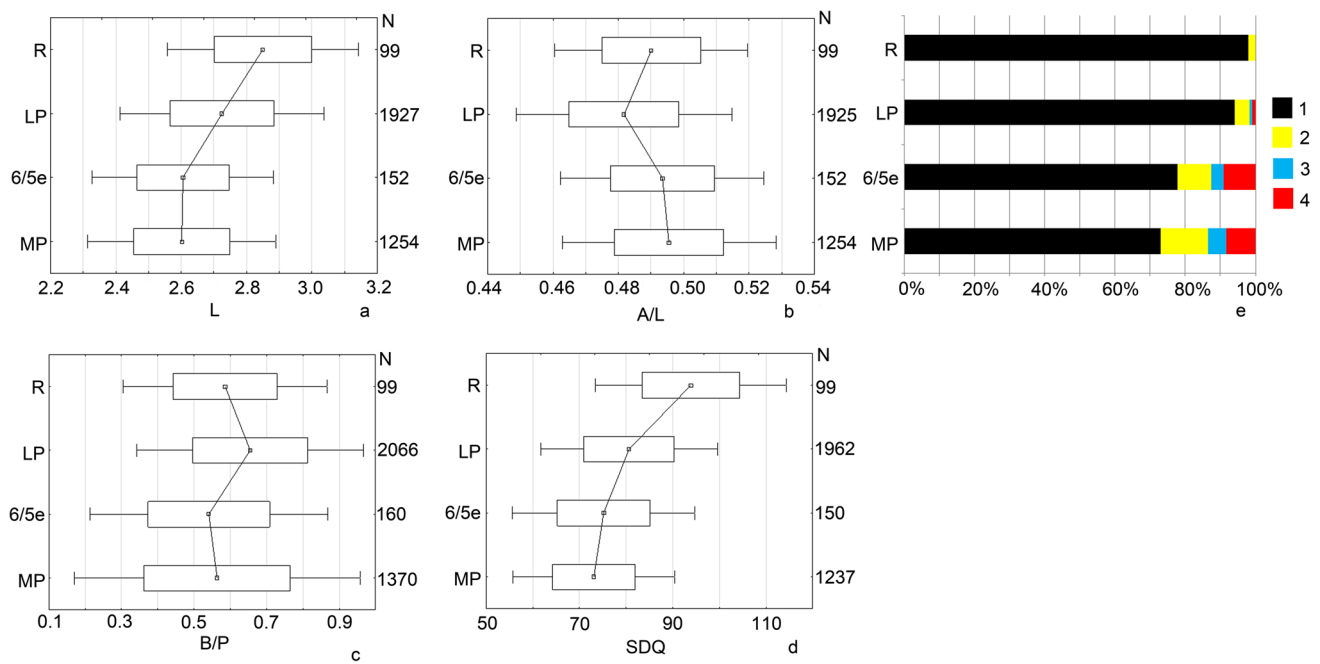 N
R 99
LP 1927
6/5e 152
MP 1254
2.2 2.4 2.6 2.8 3.0 3.2
L a
N
R 99
LP 1925
6/5e 152
MP 1254
0.44 0.46 0.48 0.50 0.52 0.54
A/L b
R
LP
6/5e
MP
0% 20% 40% 60% 80% 100%
e
1
2
3
4
N
R 99
LP 2066
6/5e 160
MP 1370
0.1 0.3 0.5 0.7 0.9
B/P c
N
R 99
LP 1962
6/5e 150
MP 1237
50 70 90 110
SDQ d